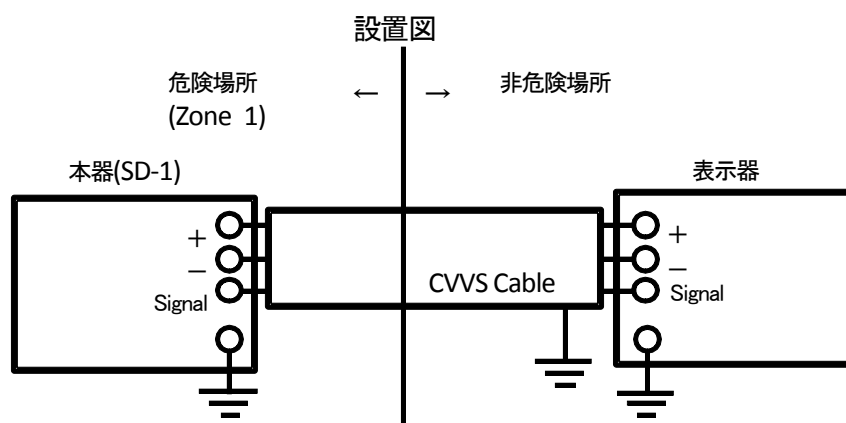 設置図
危険場所
(Zone 1)
← →
非危険場所
本器(SD-1)
表示器
+
−
Signal
CVVS Cable
+
−
Signal